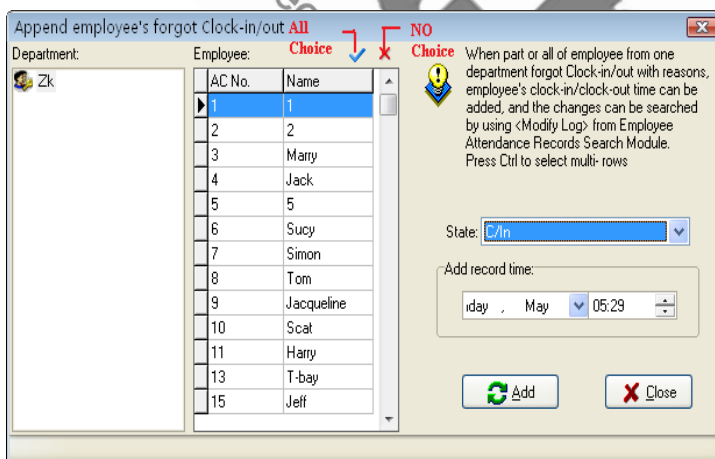 Append employee's forgot Clock-in/out
All
Choice
NO
Choice
Department:
Employee:
Zk
AC No. Name
1 1
2 2
3 Marry
4 Jack
5 5
6 Sucy
7 Simon
8 Tom
9 Jacqueline
10 Scat
11 Harry
13 T-bay
15 Jeff
When part or all of employee from one
department forgot Clock-in/out with reasons,
employee's clock-in/clock-out time can be
added, and the changes can be searched
by using <Modify Log> from Employee
Attendance Records Search Module.
Press Ctrl to select multi- rows
State: C/In
Add record time:
day , May 05:29
Add
Close